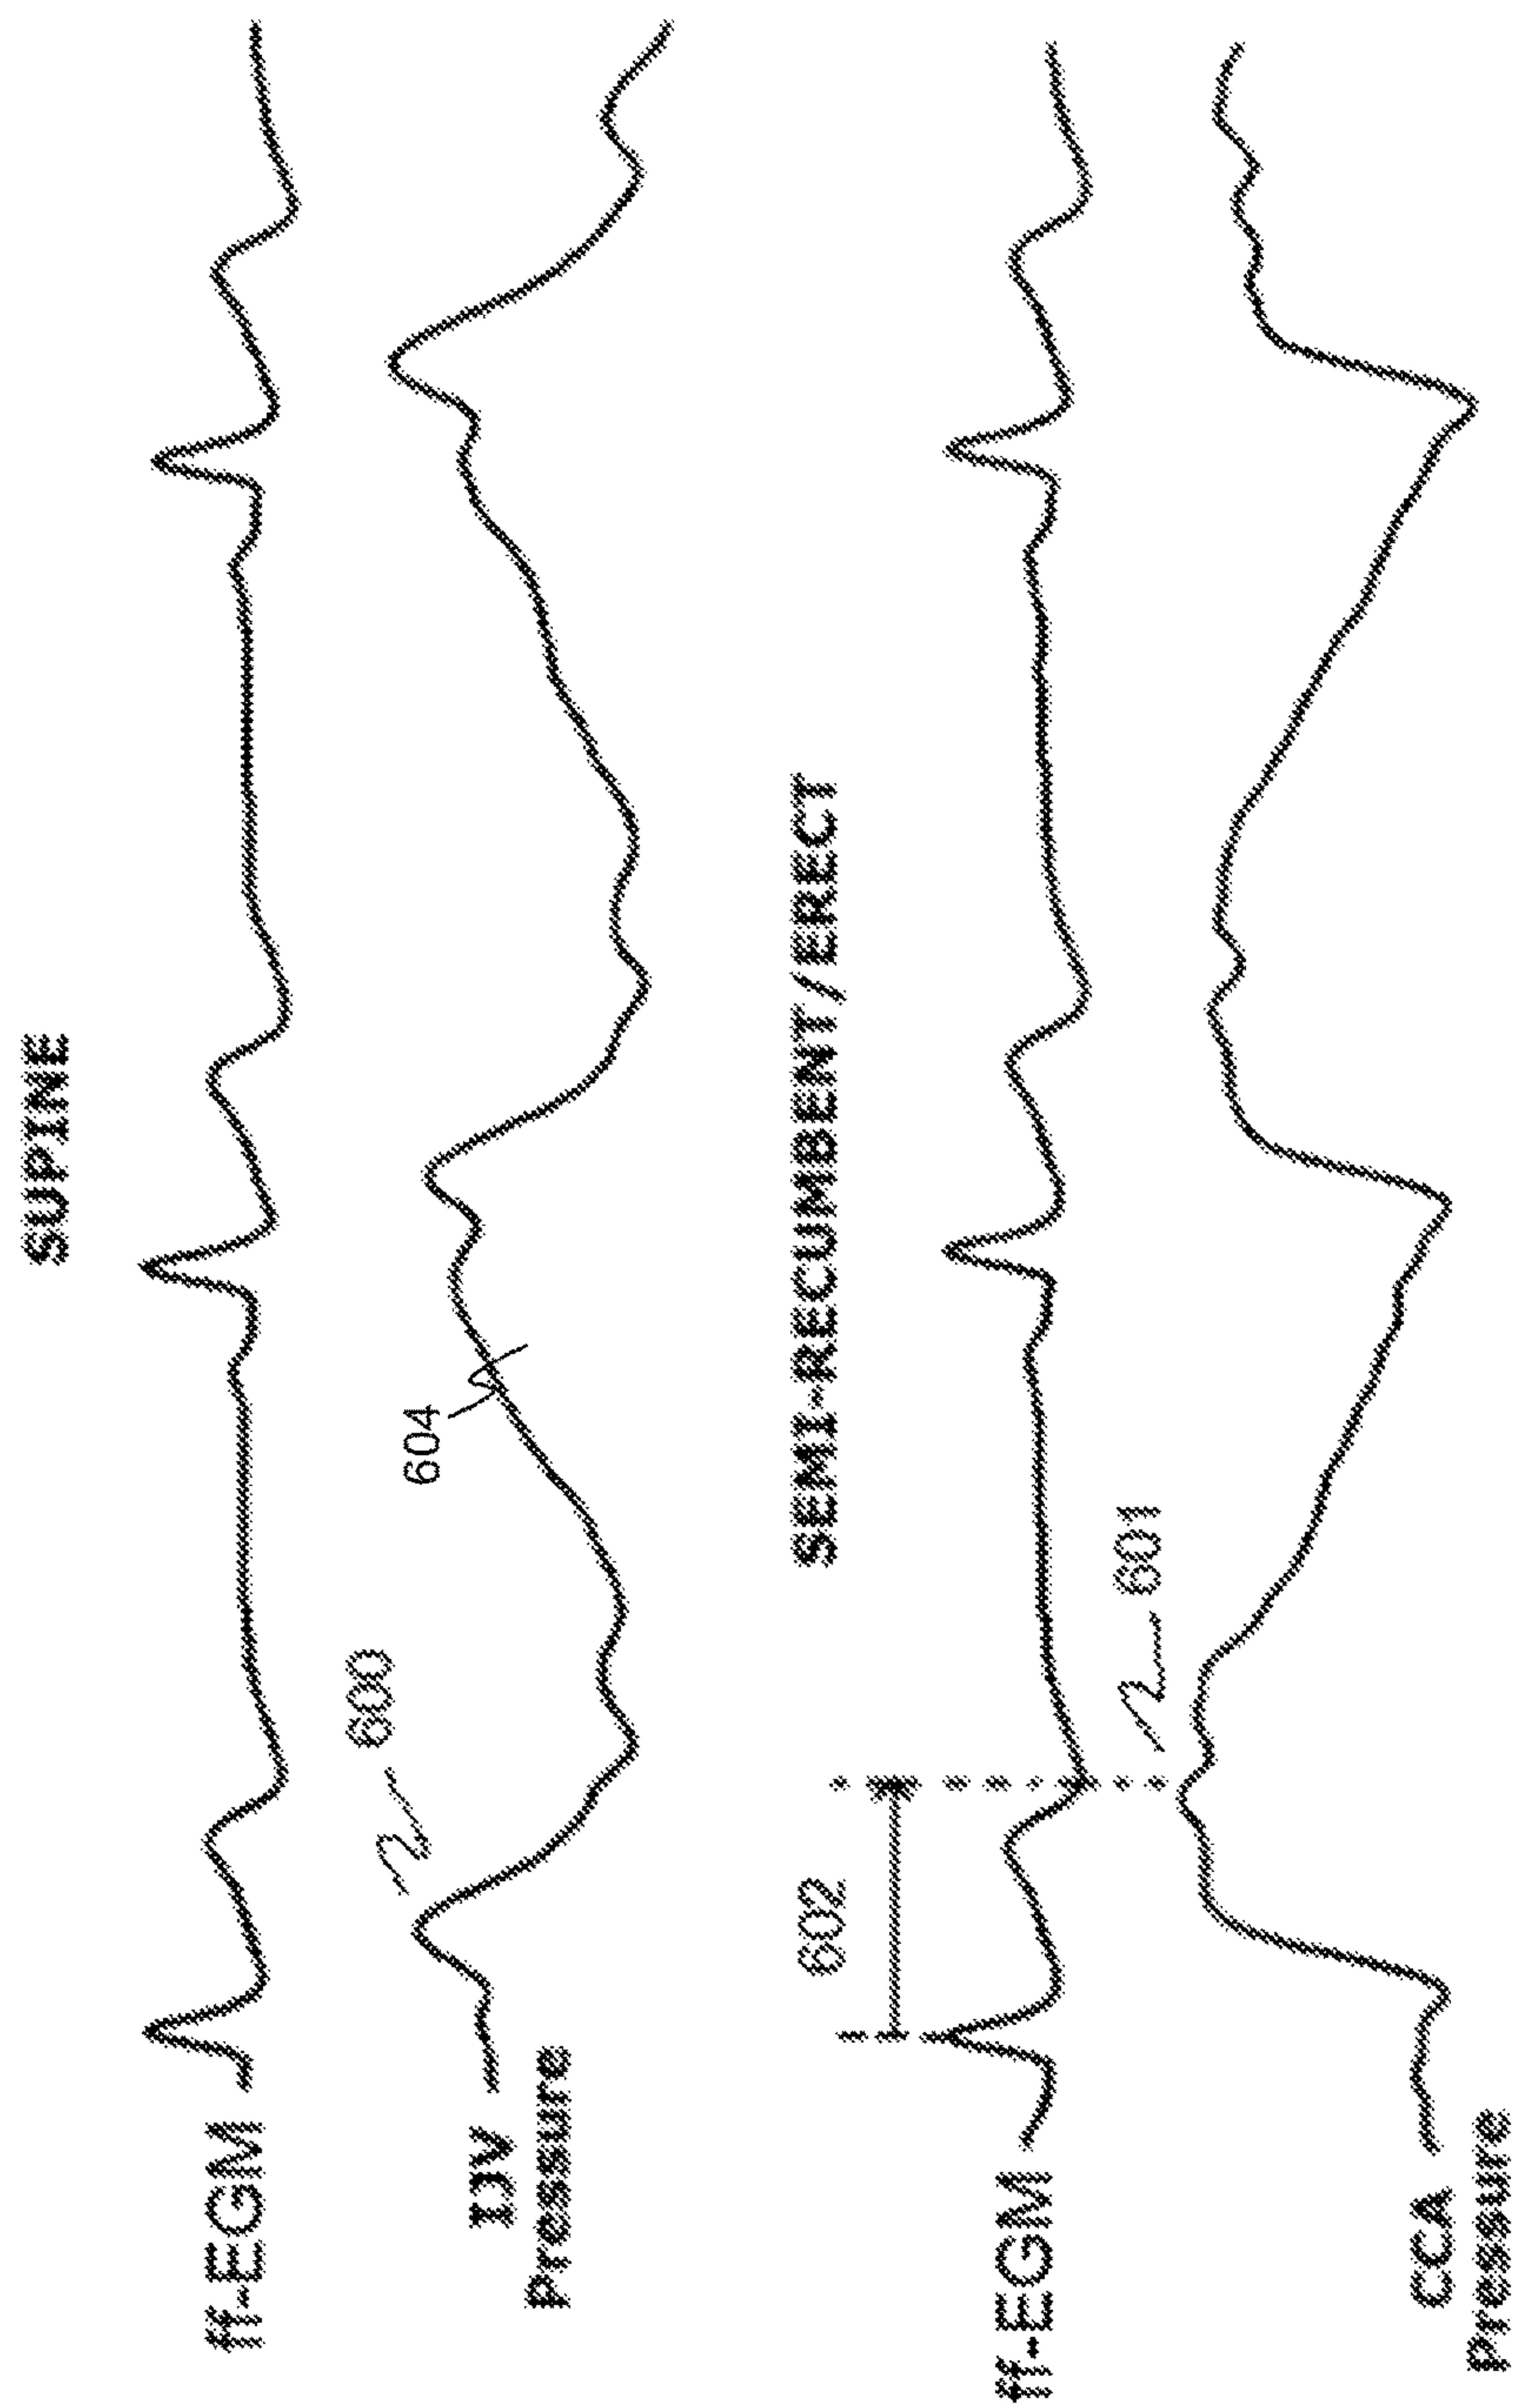 SUPINE
ff-EGM
600
604
IJV
Pressure
SEMI-RECUMBENT/ERECT
602
ff-EGM
601
CCA
Pressure